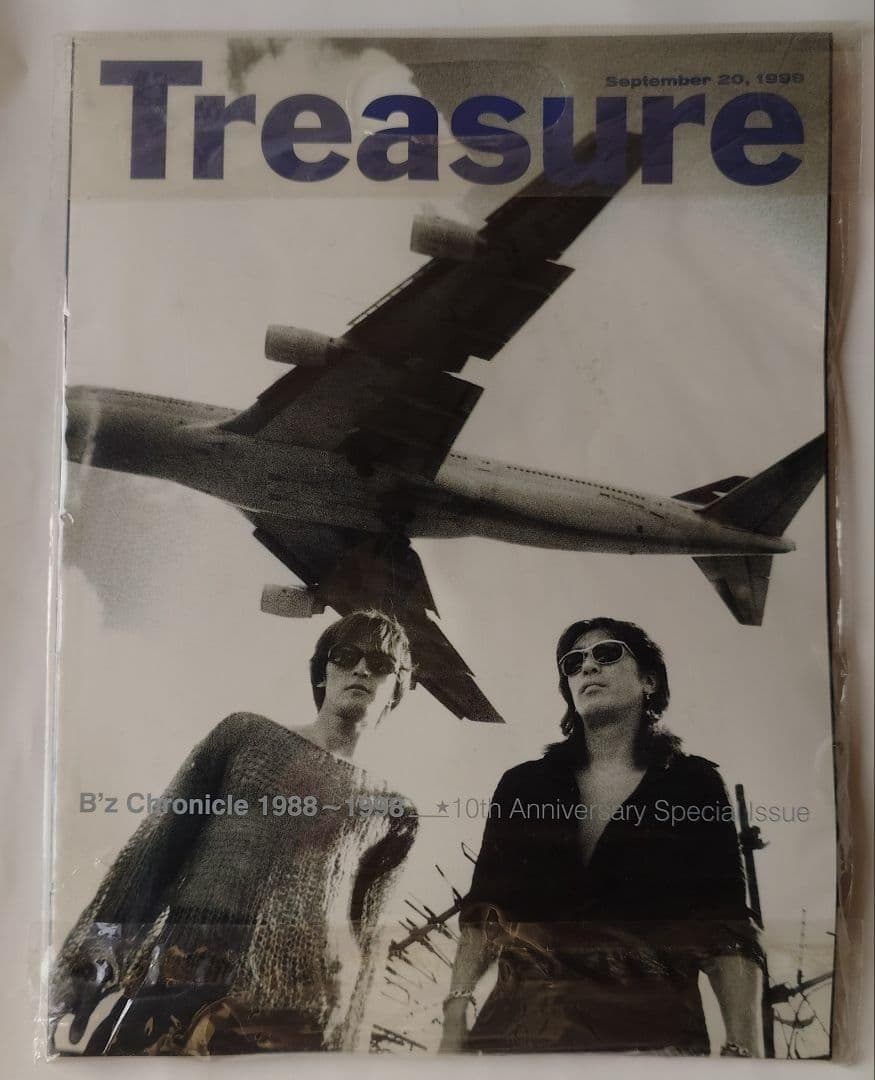 September 20, 1998
Treasure
B'z Chronicle 1988~1998 ★10th Anniversary Special Issue